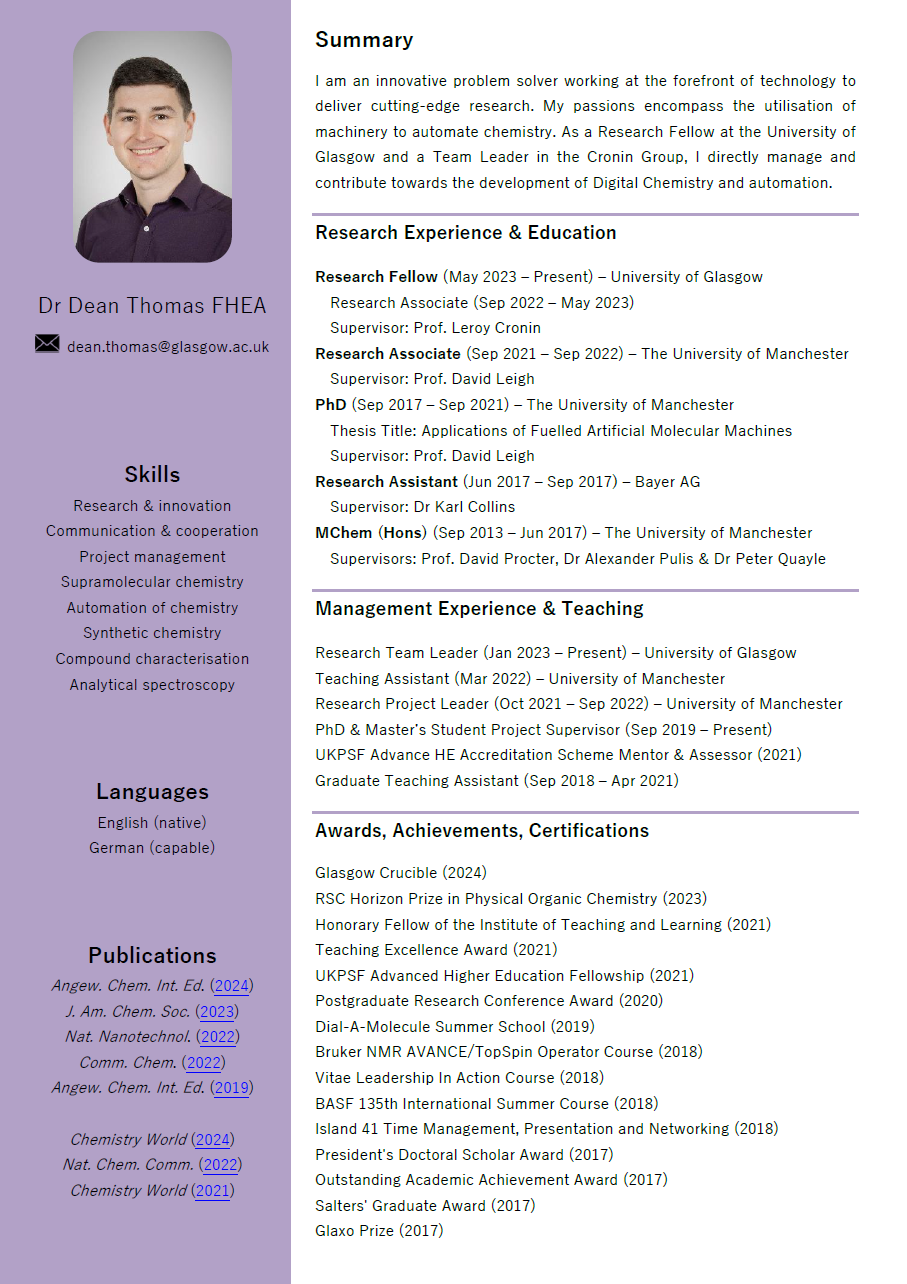 Dr Dean Thomas FHEA
dean.thomas@glasgow.ac.uk
Skills
Research & innovation
Communication & cooperation
Project management
Supramolecular chemistry
Automation of chemistry
Synthetic chemistry
Compound characterisation
Analytical spectroscopy
Languages
English (native)
German (capable)
Publications
Angew. Chem. Int. Ed. (2024)
J. Am. Chem. Soc. (2023)
Nat. Nanotechnol. (2022)
Comm. Chem. (2022)
Angew. Chem. Int. Ed. (2019)
Chemistry World (2024)
Nat. Chem. Comm. (2022)
Chemistry World (2021)
Summary
I am an innovative problem solver working at the forefront of technology to
deliver cutting-edge research. My passions encompass the utilisation of
machinery to automate chemistry. As a Research Fellow at the University of
Glasgow and a Team Leader in the Cronin Group, I directly manage and
contribute towards the development of Digital Chemistry and automation.
Research Experience & Education
Research Fellow (May 2023 – Present) – University of Glasgow
Research Associate (Sep 2022 – May 2023)
Supervisor: Prof. Leroy Cronin
Research Associate (Sep 2021 – Sep 2022) – The University of Manchester
Supervisor: Prof. David Leigh
PhD (Sep 2017 – Sep 2021) – The University of Manchester
Thesis Title: Applications of Fuelled Artificial Molecular Machines
Supervisor: Prof. David Leigh
Research Assistant (Jun 2017 – Sep 2017) – Bayer AG
Supervisor: Dr Karl Collins
MChem (Hons) (Sep 2013 – Jun 2017) – The University of Manchester
Supervisors: Prof. David Procter, Dr Alexander Pulis & Dr Peter Quayle
Management Experience & Teaching
Research Team Leader (Jan 2023 – Present) – University of Glasgow
Teaching Assistant (Mar 2022) – University of Manchester
Research Project Leader (Oct 2021 – Sep 2022) – University of Manchester
PhD & Master's Student Project Supervisor (Sep 2019 – Present)
UKPSF Advance HE Accreditation Scheme Mentor & Assessor (2021)
Graduate Teaching Assistant (Sep 2018 – Apr 2021)
Awards, Achievements, Certifications
Glasgow Crucible (2024)
RSC Horizon Prize in Physical Organic Chemistry (2023)
Honorary Fellow of the Institute of Teaching and Learning (2021)
Teaching Excellence Award (2021)
UKPSF Advanced Higher Education Fellowship (2021)
Postgraduate Research Conference Award (2020)
Dial-A-Molecule Summer School (2019)
Bruker NMR AVANCE/TopSpin Operator Course (2018)
Vitae Leadership In Action Course (2018)
BASF 135th International Summer Course (2018)
Island 41 Time Management, Presentation and Networking (2018)
President's Doctoral Scholar Award (2017)
Outstanding Academic Achievement Award (2017)
Salters' Graduate Award (2017)
Glaxo Prize (2017)